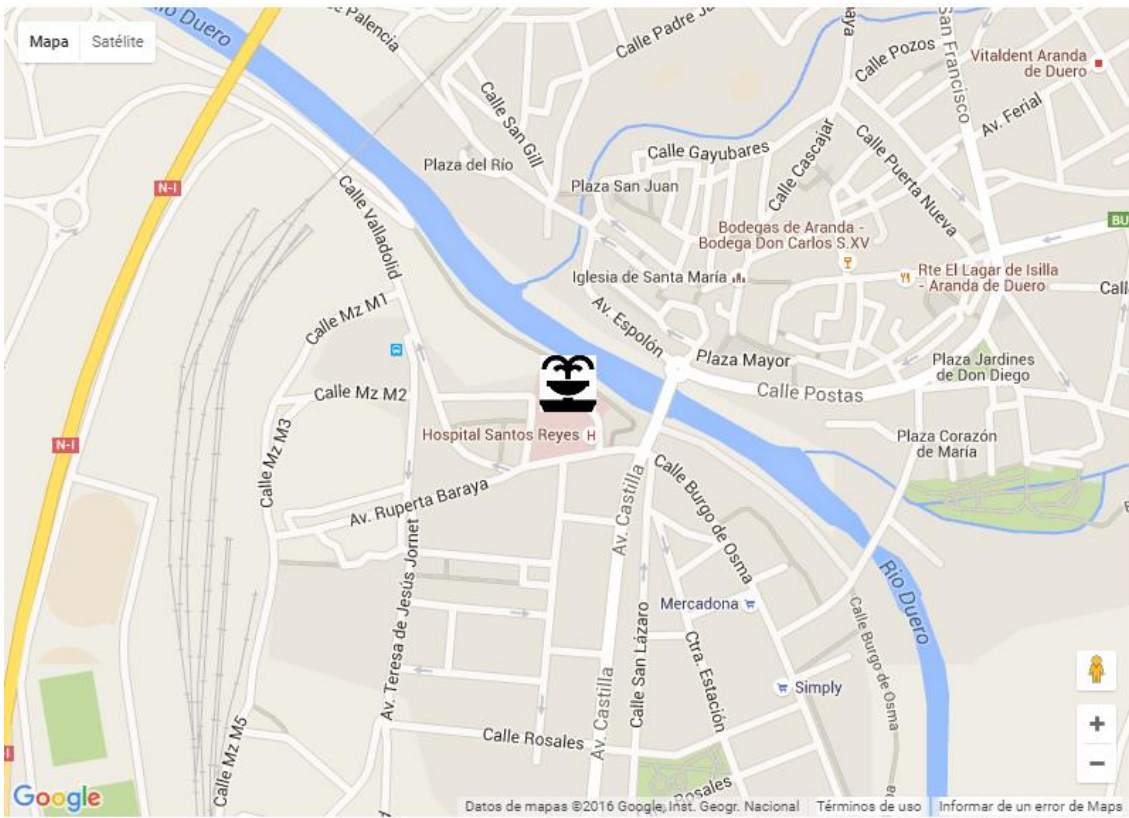 Mapa
Satélite
Rio Duero
Palencia
Calle Padre
Calle Pozos
SAN FRANCISCO
Vitaldent Aranda
de Duero
Av. Ferial
Calle San Gill
Plaza del Río
Calle Gayubares
Calle Cascajar
Calle Puerta Nueva
N-I
Calle Valladolid
Plaza San Juan
Bodegas de Aranda -
Bodega Don Carlos S.XV
BU
Iglesia de Santa María
Rte El Lagar de Isilla
- Aranda de Duero
Calle Mz M1
Av. Espolón
Plaza Mayor
Plaza Jardines
de Don Diego
Calle Mz M2
Calle Postas
Hospital Santos Reyes
H
Plaza Corazón
de María
N-I
Calle Mz M3
Av. Ruperta Baraya
Av. Castilla
Calle Burgo de Osma
Av. Teresa de Jesús Jornet
Mercadona
Rio Duero
Calle San Lázaro
Ctra. Estación
Calle Burgo de Osma
Simply
Av. Castilla
Calle Mz M5
Calle Rosales
Rosales
+
−
Google
Datos de mapas ©2016 Google, Inst. Geogr. Nacional
Términos de uso
Informar de un error de Maps